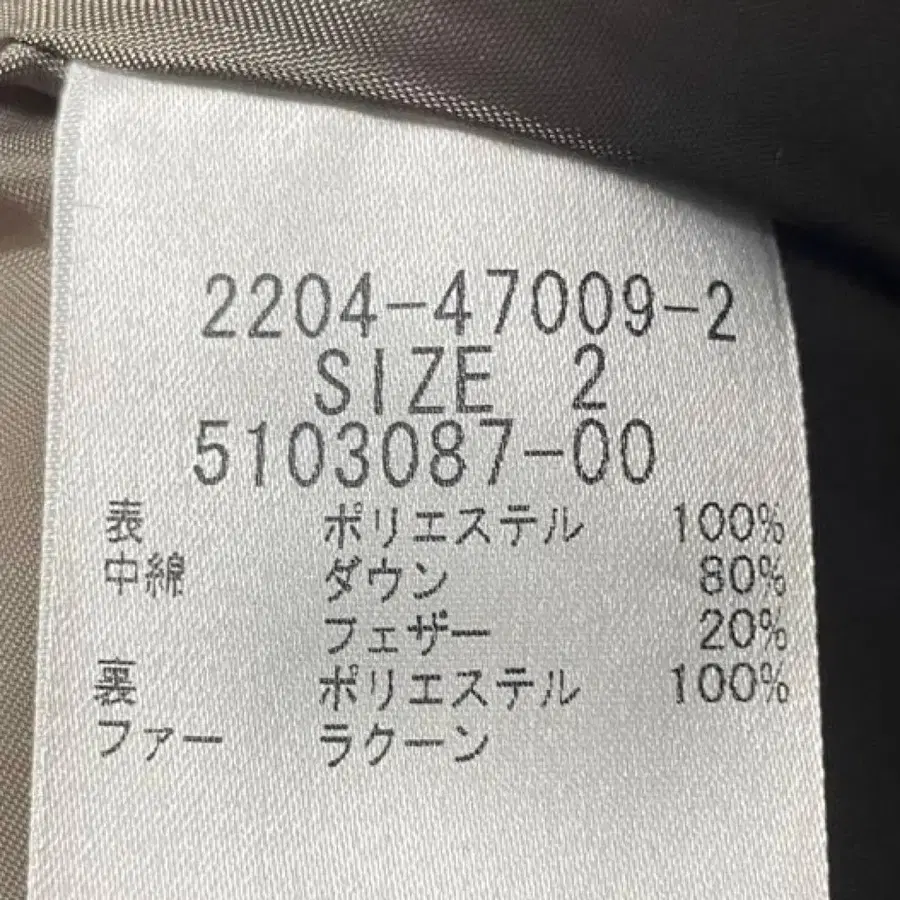 2204-47009-2
SIZE 2
5103087-00
表 ポリエステル 100%
中綿 ダウン 80%
フェザー 20%
裏 ポリエステル 100%
ファー ラクーン